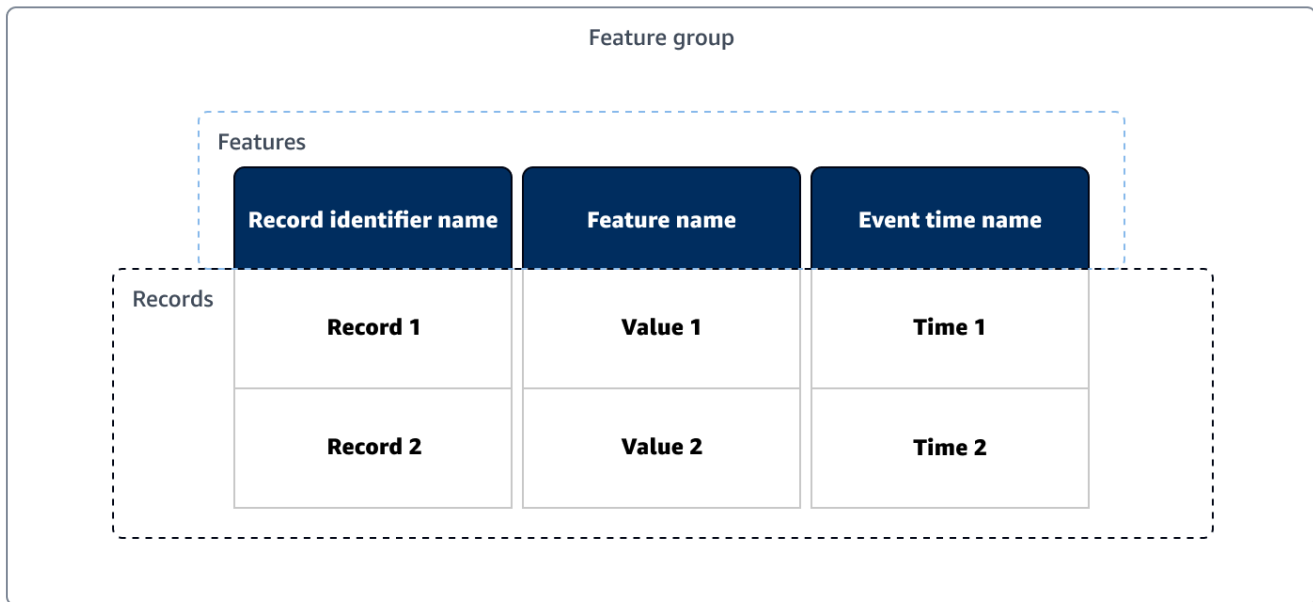 Feature group
Features
Record identifier name
Feature name
Event time name
Records
Record 1
Value 1
Time 1
Record 2
Value 2
Time 2